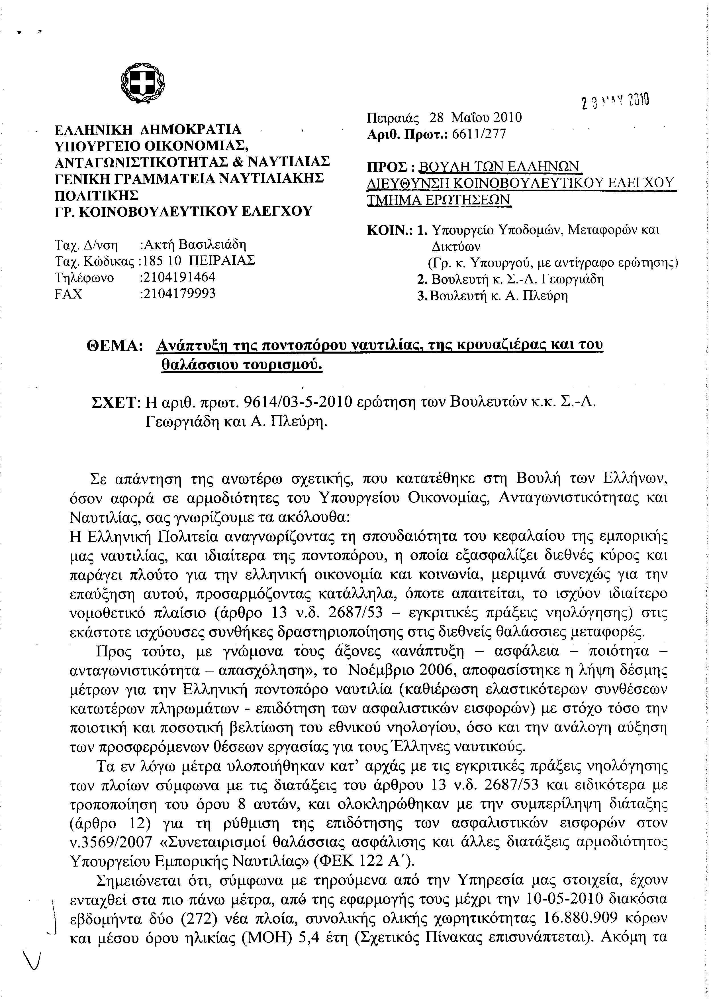 2 MAY 2010
ΕΛΛΗΝΙΚΗ ΔΗΜΟΚΡΑΤΙΑ
ΥΠΟΥΡΓΕΙΟ ΟΙΚΟΝΟΜΙΑΣ,
ΑΝΤΑΓΩΝΙΣΤΙΚΟΤΗΤΑΣ & ΝΑΥΤΙΛΙΑΣ
ΓΕΝΙΚΗ ΓΡΑΜΜΑΤΕΙΑ ΝΑΥΤΙΛΙΑΚΗΣ
ΠΟΛΙΤΙΚΗΣ
ΓΡ. ΚΟΙΝΟΒΟΥΛΕΥΤΙΚΟΥ ΕΛΕΓΧΟΥ
Ταχ. Δ/νση :Ακτή Βασιλειάδη
Ταχ. Κώδικας :185 10 ΠΕΙΡΑΙΑΣ
Τηλέφωνο :2104191464
FAX :2104179993
Πειραιάς 28 Μαΐου 2010
Αριθ. Πρωτ.: 6611/277
ΠΡΟΣ : ΒΟΥΛΗ ΤΩΝ ΕΛΛΗΝΩΝ
ΔΙΕΥΘΥΝΣΗ ΚΟΙΝΟΒΟΥΛΕΥΤΙΚΟΥ ΕΛΕΓΧΟΥ
ΤΜΗΜΑ ΕΡΩΤΗΣΕΩΝ
ΚΟΙΝ.: 1. Υπουργείο Υποδομών, Μεταφορών και
Δικτύων
(Γρ. κ. Υπουργού, με αντίγραφο ερώτησης)
2. Βουλευτή κ. Σ.-Α. Γεωργιάδη
3.Βουλευτή κ. Α. Πλεύρη
ΘΕΜΑ: Ανάπτυξη της ποντοπόρου ναυτιλίας, της κρουαζιέρας και του
θαλάσσιου τουρισμού.
ΣΧΕΤ: Η αριθ. πρωτ. 9614/03-5-2010 ερώτηση των Βουλευτών κ.κ. Σ.-Α.
Γεωργιάδη και Α. Πλεύρη.
Σε απάντηση της ανωτέρω σχετικής, που κατατέθηκε στη Βουλή των Ελλήνων,
όσον αφορά σε αρμοδιότητες του Υπουργείου Οικονομίας, Ανταγωνιστικότητας και
Ναυτιλίας, σας γνωρίζουμε τα ακόλουθα:
Η Ελληνική Πολιτεία αναγνωρίζοντας τη σπουδαιότητα του κεφαλαίου της εμπορικής
μας ναυτιλίας, και ιδιαίτερα της ποντοπόρου, η οποία εξασφαλίζει διεθνές κύρος και
παράγει πλούτο για την ελληνική οικονομία και κοινωνία, μεριμνά συνεχώς για την
επαύξηση αυτού, προσαρμόζοντας κατάλληλα, όποτε απαιτείται, το ισχύον ιδιαίτερο
νομοθετικό πλαίσιο (άρθρο 13 ν.δ. 2687/53 – εγκριτικές πράξεις νηολόγησης) στις
εκάστοτε ισχύουσες συνθήκες δραστηριοποίησης στις διεθνείς θαλάσσιες μεταφορές.
Προς τούτο, με γνώμονα τους άξονες «ανάπτυξη – ασφάλεια – ποιότητα –
ανταγωνιστικότητα – απασχόληση», το Νοέμβριο 2006, αποφασίστηκε η λήψη δέσμης
μέτρων για την Ελληνική ποντοπόρο ναυτιλία (καθιέρωση ελαστικότερων συνθέσεων
κατωτέρων πληρωμάτων - επιδότηση των ασφαλιστικών εισφορών) με στόχο τόσο την
ποιοτική και ποσοτική βελτίωση του εθνικού νηολογίου, όσο και την ανάλογη αύξηση
των προσφερόμενων θέσεων εργασίας για τους Έλληνες ναυτικούς.
Τα εν λόγω μέτρα υλοποιήθηκαν κατ’ αρχάς με τις εγκριτικές πράξεις νηολόγησης
των πλοίων σύμφωνα με τις διατάξεις του άρθρου 13 ν.δ. 2687/53 και ειδικότερα με
τροποποίηση του όρου 8 αυτών, και ολοκληρώθηκαν με την συμπερίληψη διάταξης
(άρθρο 12) για τη ρύθμιση της επιδότησης των ασφαλιστικών εισφορών στον
ν.3569/2007 «Συνεταιρισμοί θαλάσσιας ασφάλισης και άλλες διατάξεις αρμοδιότητος
Υπουργείου Εμπορικής Ναυτιλίας» (ΦΕΚ 122 Α΄).
Σημειώνεται ότι, σύμφωνα με τηρούμενα από την Υπηρεσία μας στοιχεία, έχουν
ενταχθεί στα πιο πάνω μέτρα, από της εφαρμογής τους μέχρι την 10-05-2010 διακόσια
εβδομήντα δύο (272) νέα πλοία, συνολικής ολικής χωρητικότητας 16.880.909 κόρων
και μέσου όρου ηλικίας (ΜΟΗ) 5,4 έτη (Σχετικός Πίνακας επισυνάπτεται). Ακόμη τα